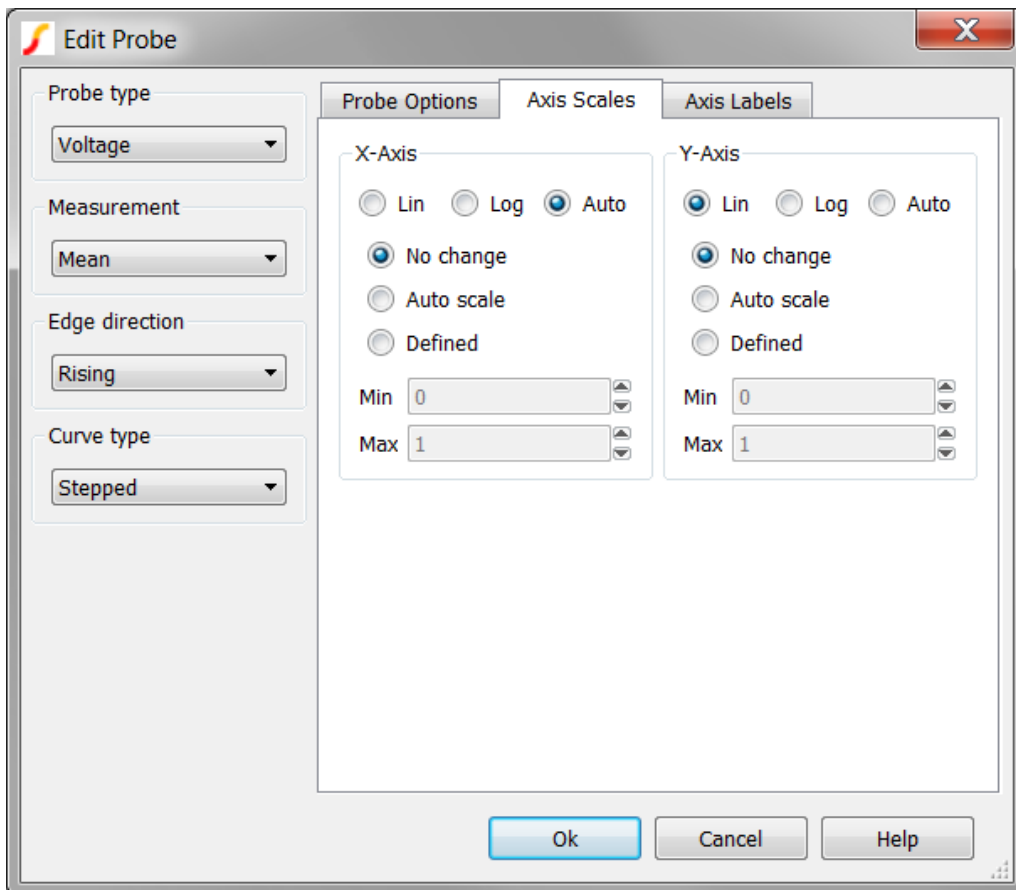 Edit Probe
X
Probe type
Voltage
Measurement
Mean
Edge direction
Rising
Curve type
Stepped
Probe Options Axis Scales Axis Labels
X-Axis
Lin Log Auto
No change
Auto scale
Defined
Min 0
Max 1
Y-Axis
Lin Log Auto
No change
Auto scale
Defined
Min 0
Max 1
Ok Cancel Help